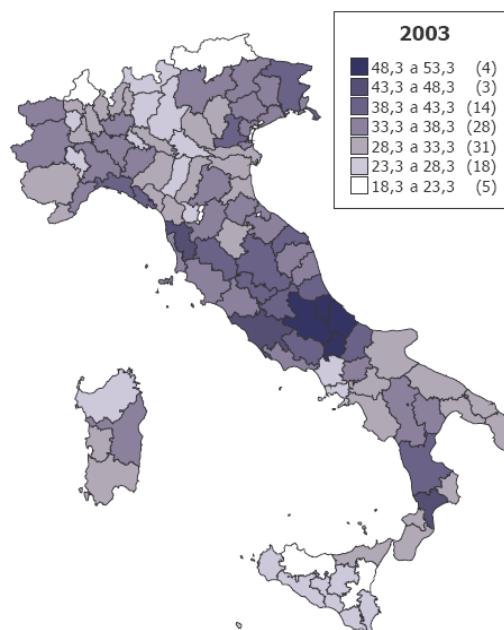 2003
48,3 a 53,3 (4)
43,3 a 48,3 (3)
38,3 a 43,3 (14)
33,3 a 38,3 (28)
28,3 a 33,3 (31)
23,3 a 28,3 (18)
18,3 a 23,3 (5)